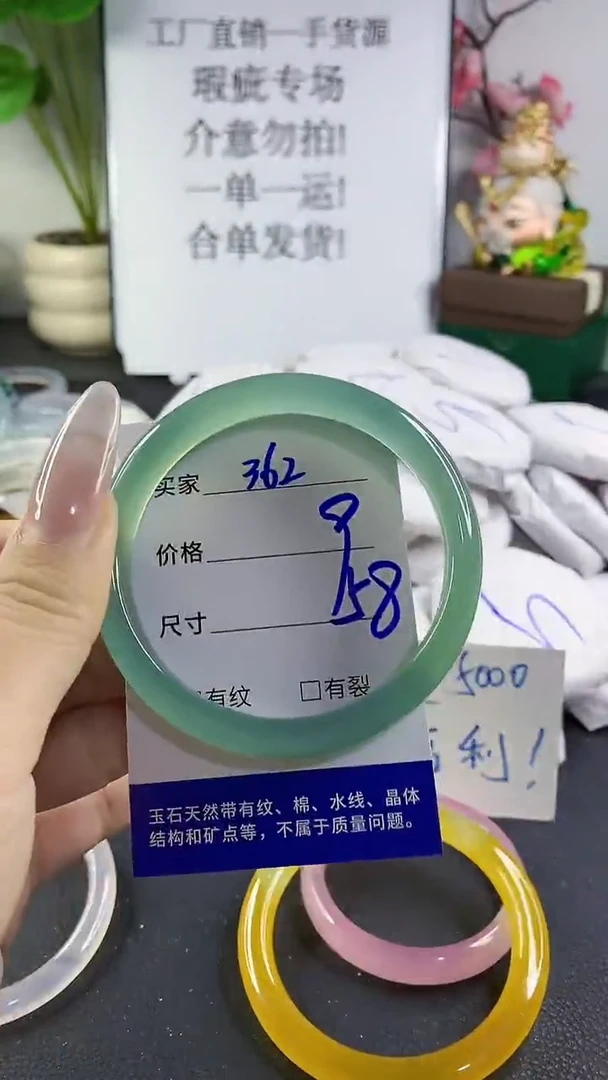 工厂直销一手货源
瑕疵专场
介意勿拍!
一单一运!
合单发货!
买家 362
价格
尺寸 58
有纹 □有裂
玉石天然带有纹、棉、水线、晶体
结构和矿点等，不属于质量问题。
5000
利!